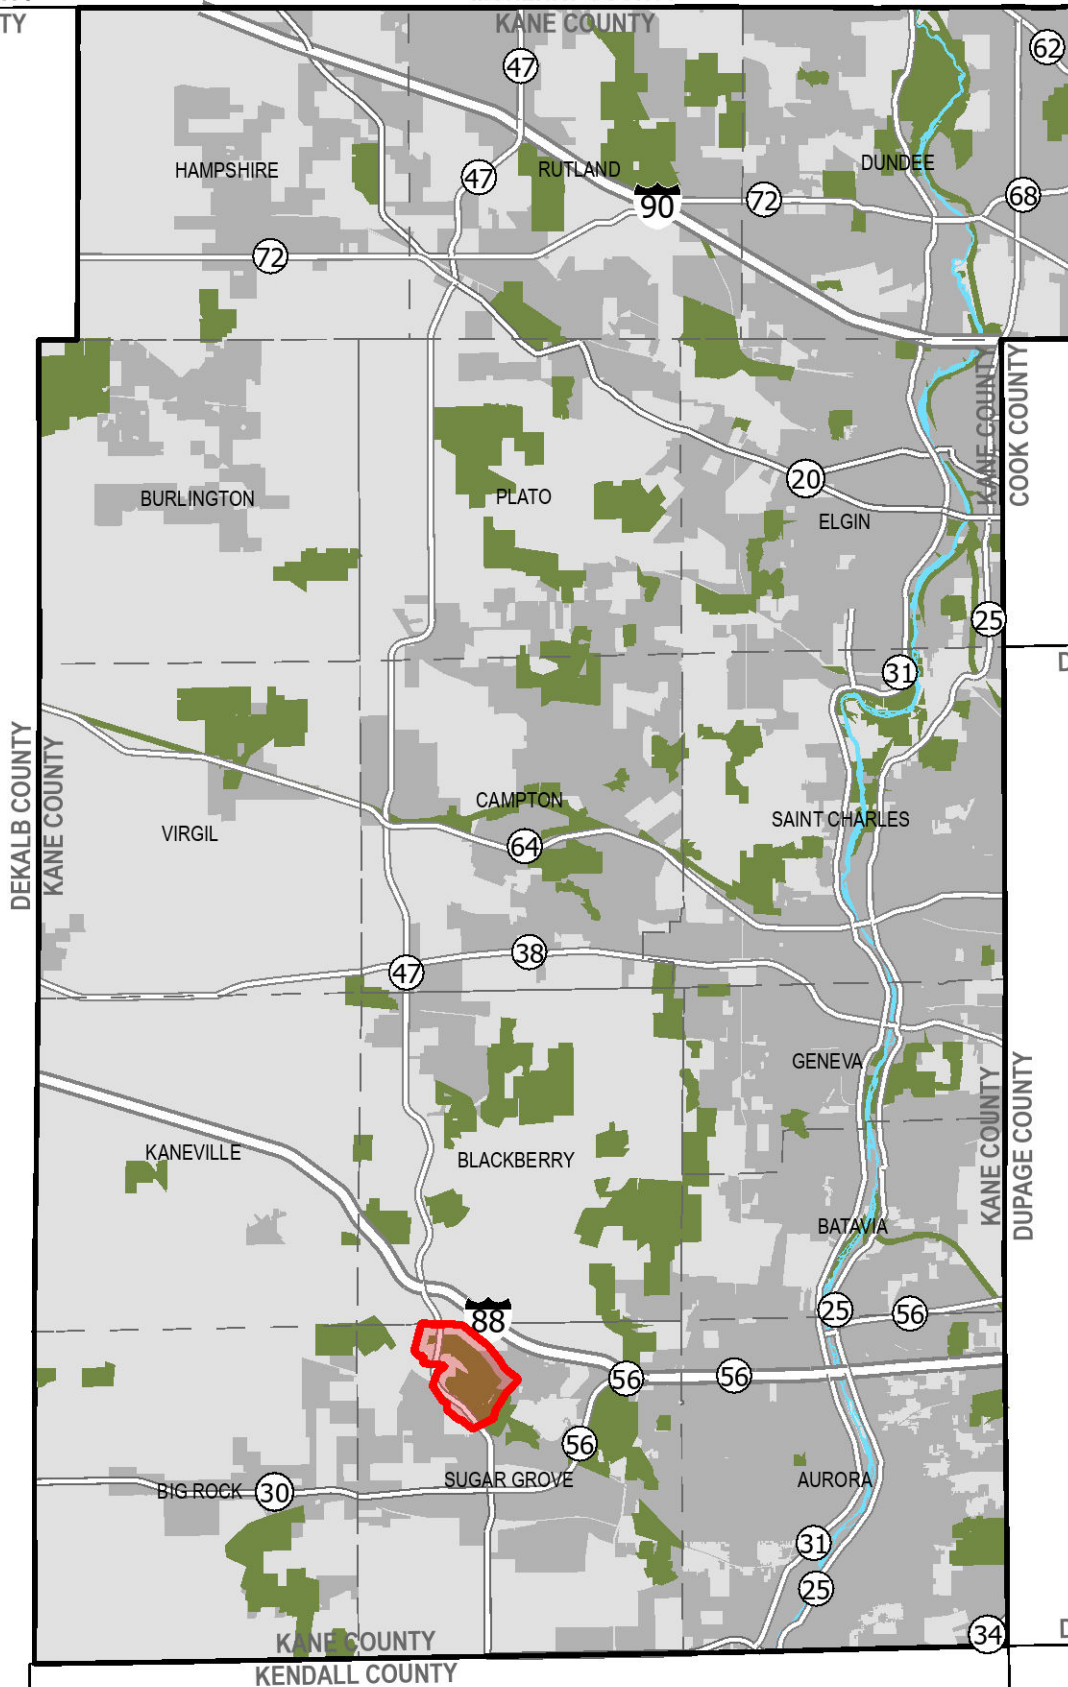 TY
KANE COUNTY
62
47
HAMPSHIRE
47
RUTLAND
DUNDEE
90
72
68
72
KANE COUNTY
COOK COUNTY
20
BURLINGTON
PLATO
ELGIN
25
31
D
DEKALB COUNTY
KANE COUNTY
CAMPTON
SAINT CHARLES
VIRGIL
64
38
47
GENEVA
KANE COUNTY
DUPAGE COUNTY
KANEVILLE
BLACKBERRY
BATAVIA
88
25
56
56
56
56
SUGAR GROVE
AURORA
BIG ROCK
30
31
25
34
D
KANE COUNTY
KENDALL COUNTY